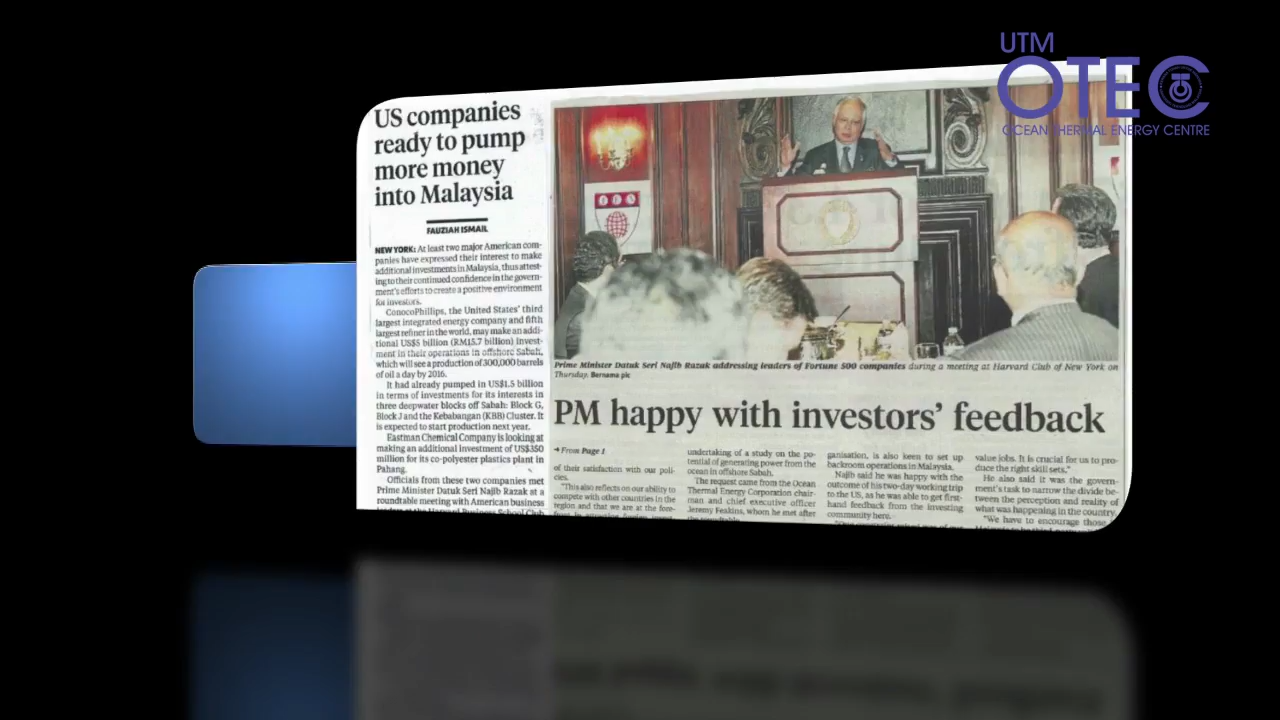 UTM
OTEC
OCEAN THERMAL ENERGY CENTRE
US companies
ready to pump
more money
into Malaysia
FAUZIAH ISMAIL
NEW YORK: At least two major American com-
panies have expressed their interest to make
additional investments in Malaysia, thus attest-
ing to their continued confidence in the govern-
ment's efforts to create a positive environment
for investors.
ConocoPhillips, the United States' third
largest integrated energy company and fifth
largest refiner in the world, may make an addi-
tional US$5 billion (RM15.7 billion) invest-
ment in their operations in offshore Sabah,
which will see a production of 300,000 barrels
of oil a day by 2016.
It had already pumped in US$1.5 billion
in terms of investments for its interests in
three deepwater blocks off Sabah: Block G,
Block J and the Kebabangan (KBB) Cluster. It
is expected to start production next year.
Eastman Chemical Company is looking at
making an additional investment of US$350
million for its co-polyester plastics plant in
Pahang.
Officials from these two companies met
Prime Minister Datuk Seri Najib Razak at a
roundtable meeting with American business
leaders at the Harvard Business School Club
Prime Minister Datuk Seri Najib Razak addressing leaders of Fortune 500 companies during a meeting at Harvard Club of New York on
Thursday. Bernama pic
PM happy with investors' feedback
From Page 1
of their satisfaction with our poli-
cies.
"This also reflects on our ability to
compete with other countries in the
region and that we are at the fore-
undertaking of a study on the po-
tential of generating power from the
ocean in offshore Sabah.
The request came from the Ocean
Thermal Energy Corporation chair-
man and chief executive officer
Jeremy Feakins, whom he met after
the roundtable.
ganisation, is also keen to set up
backroom operations in Malaysia.
Najib said he was happy with the
outcome of his two-day working trip
to the US, as he was able to get first-
hand feedback from the investing
community here.
value jobs. It is crucial for us to pro-
duce the right skill sets."
He also said it was the govern-
ment's task to narrow the divide be-
tween the perception and reality of
what was happening in the country.
"We have to encourage those